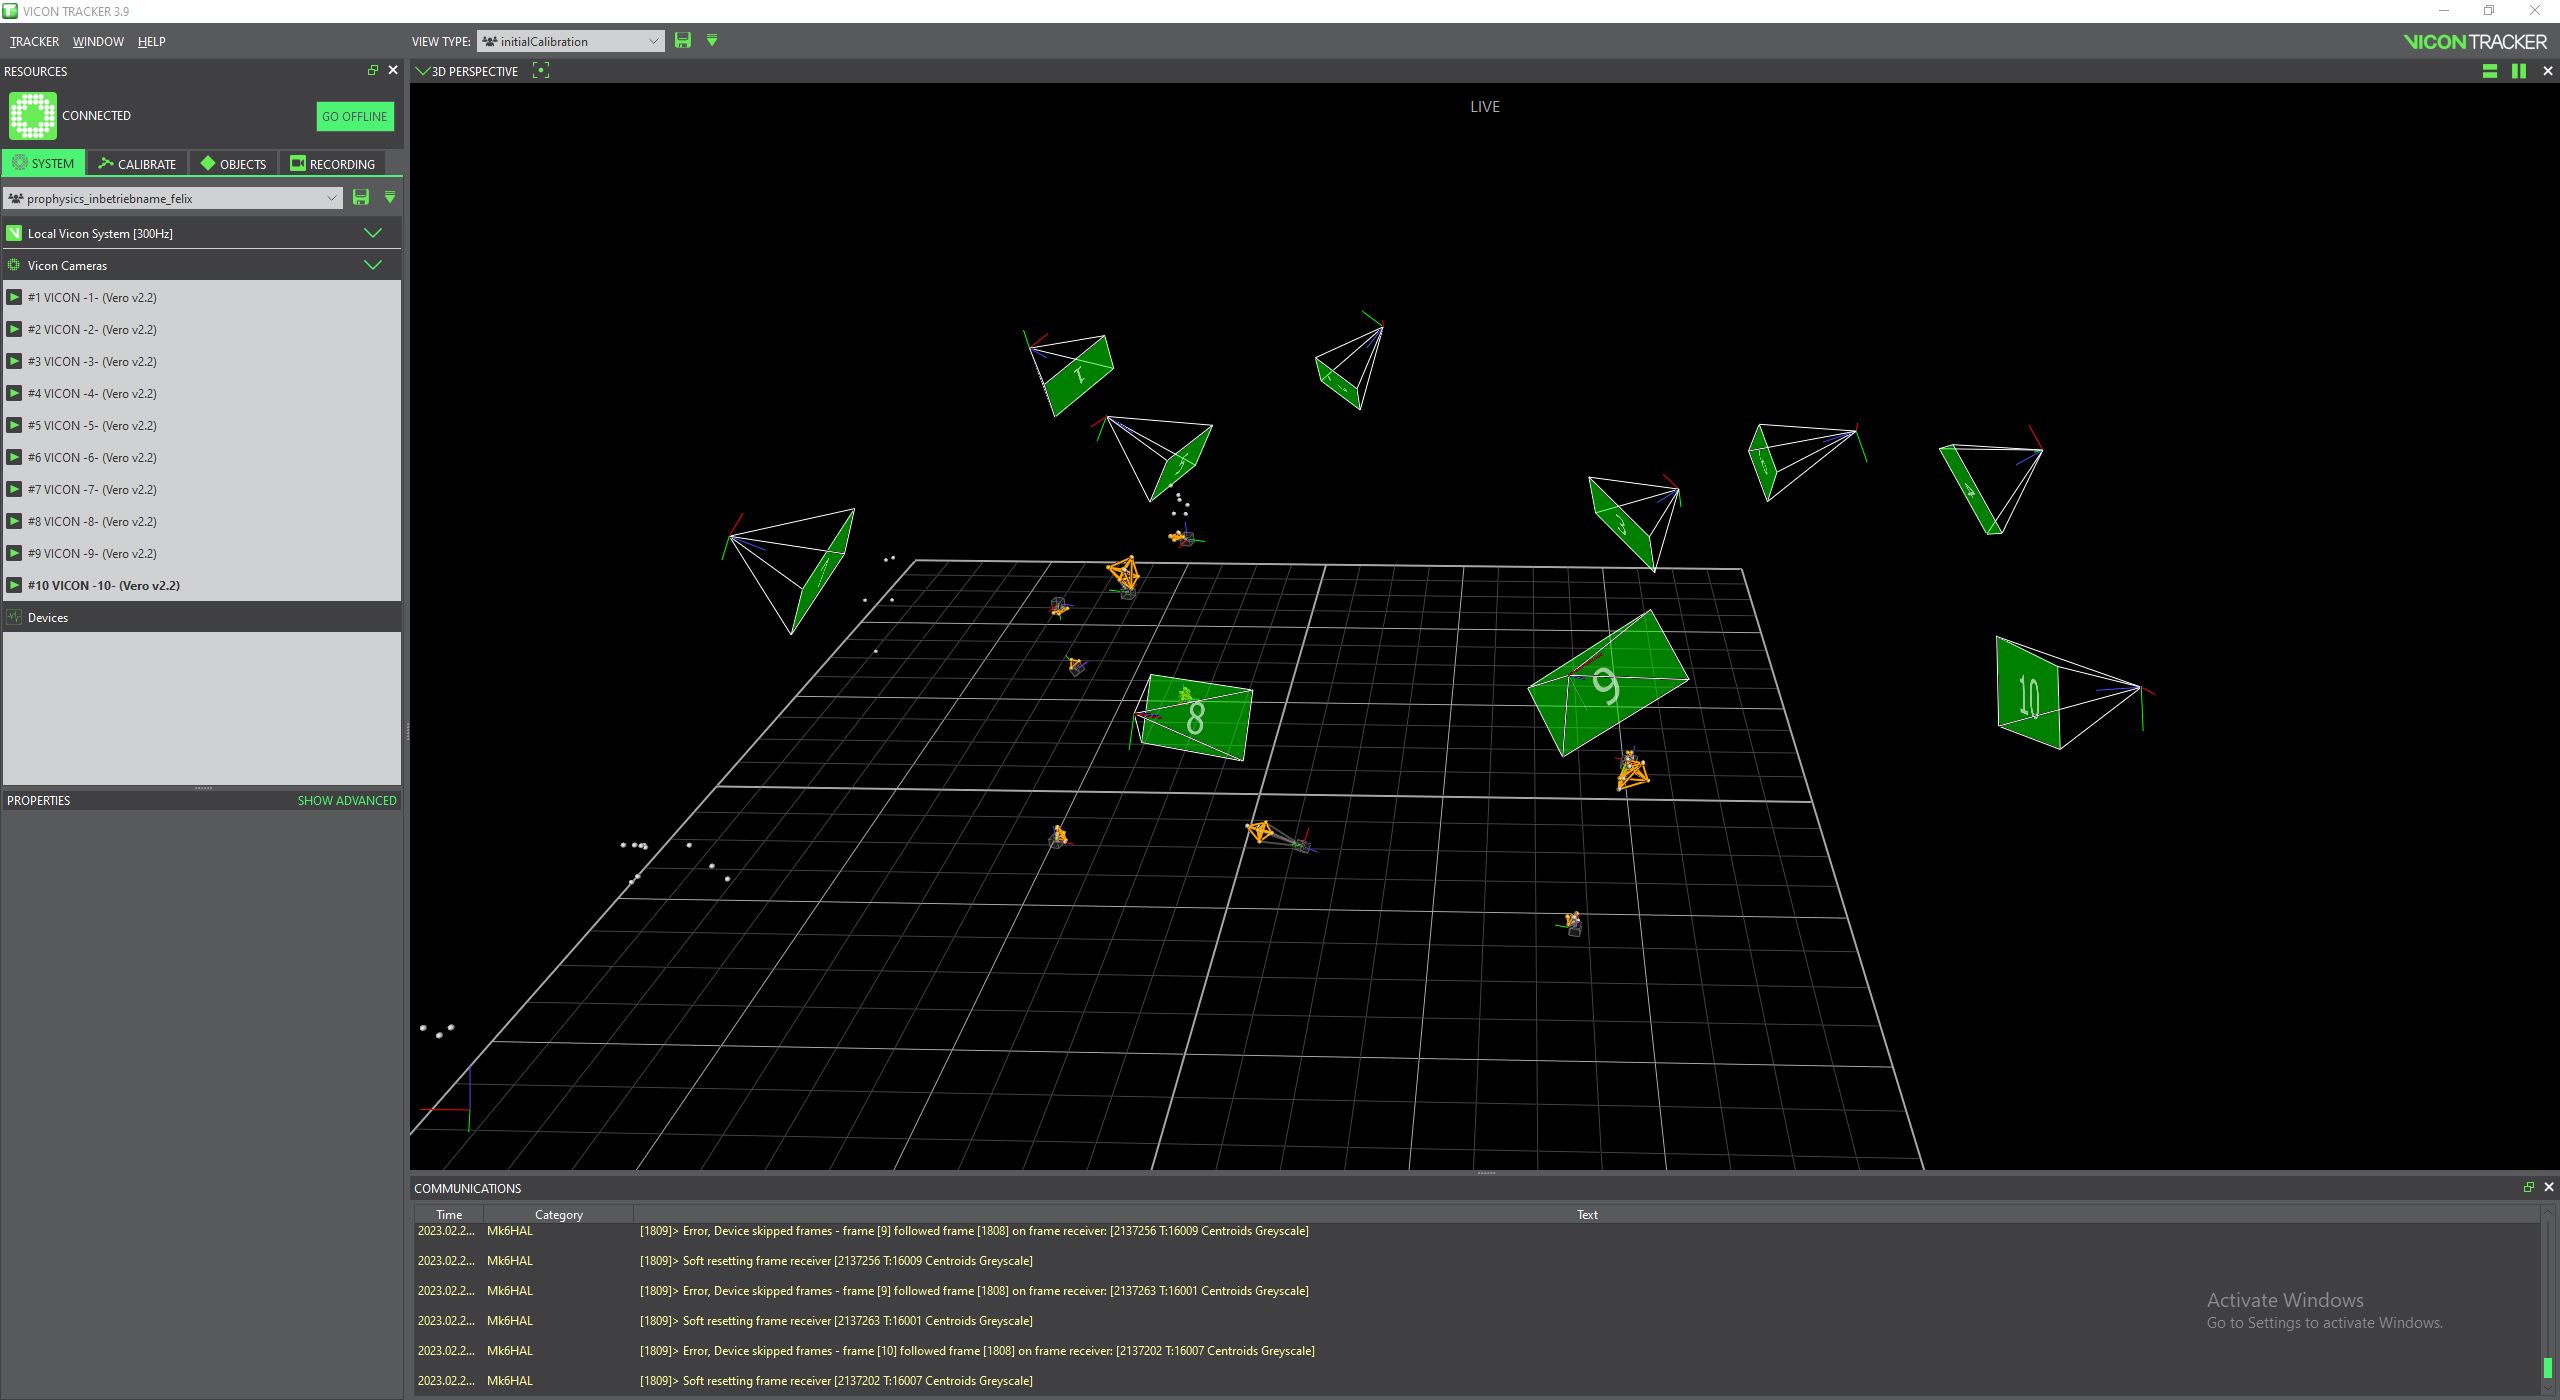 VICON TRACKER 3.9
TRACKER WINDOW HELP
VIEW TYPE: initialCalibration
VICON TRACKER
RESOURCES
3D PERSPECTIVE
LIVE
CONNECTED
GO OFFLINE
SYSTEM CALIBRATE OBJECTS RECORDING
prophysics_inbetriebname_felix
Local Vicon System [300Hz]
Vicon Cameras
#1 VICON -1- (Vero v2.2)
#2 VICON -2- (Vero v2.2)
#3 VICON -3- (Vero v2.2)
#4 VICON -4- (Vero v2.2)
#5 VICON -5- (Vero v2.2)
#6 VICON -6- (Vero v2.2)
#7 VICON -7- (Vero v2.2)
#8 VICON -8- (Vero v2.2)
#9 VICON -9- (Vero v2.2)
#10 VICON -10- (Vero v2.2)
Devices
PROPERTIES SHOW ADVANCED
1
3
4
8
9
10
COMMUNICATIONS
Time Category Text
2023.02.2... Mk6HAL [1809]> Error, Device skipped frames - frame [9] followed frame [1808] on frame receiver: [2137256 T:16009 Centroids Greyscale]
2023.02.2... Mk6HAL [1809]> Soft resetting frame receiver [2137256 T:16009 Centroids Greyscale]
2023.02.2... Mk6HAL [1809]> Error, Device skipped frames - frame [9] followed frame [1808] on frame receiver: [2137263 T:16001 Centroids Greyscale]
2023.02.2... Mk6HAL [1809]> Soft resetting frame receiver [2137263 T:16001 Centroids Greyscale]
2023.02.2... Mk6HAL [1809]> Error, Device skipped frames - frame [10] followed frame [1808] on frame receiver: [2137202 T:16007 Centroids Greyscale]
2023.02.2... Mk6HAL [1809]> Soft resetting frame receiver [2137202 T:16007 Centroids Greyscale]
Activate Windows
Go to Settings to activate Windows.